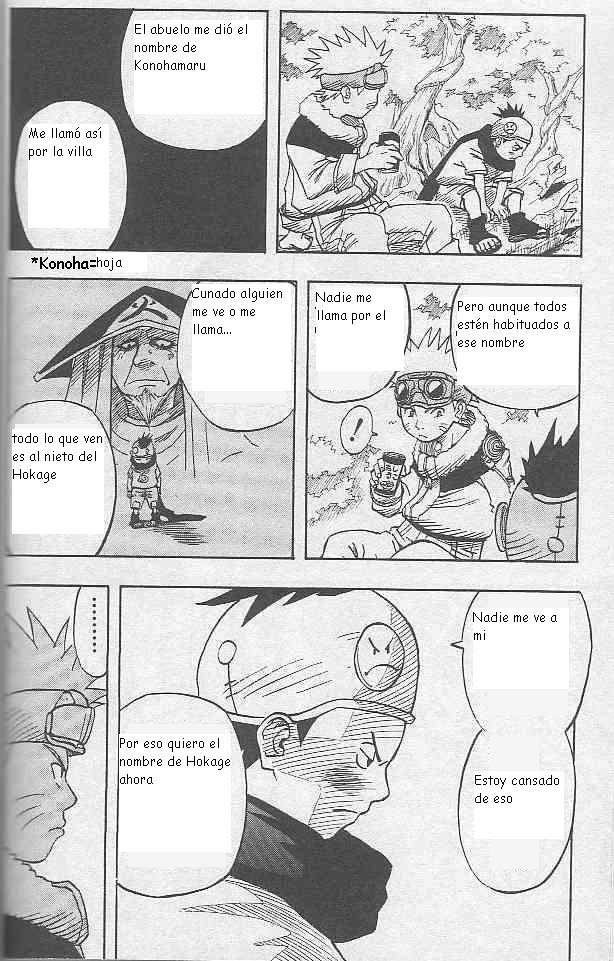 El abuelo me dió el
nombre de
Konohamaru
Me llamó así
por la villa
*Konoha=hoja
Pero aunque todos
estén habituados a
ese nombre
Nadie me
llama por el
!
Cunado alguien
me ve o me
llama...
todo lo que ven
es al nieto del
Hokage
Nadie me ve a
mi
Estoy cansado
de eso
Por eso quiero el
nombre de Hokage
ahora
........